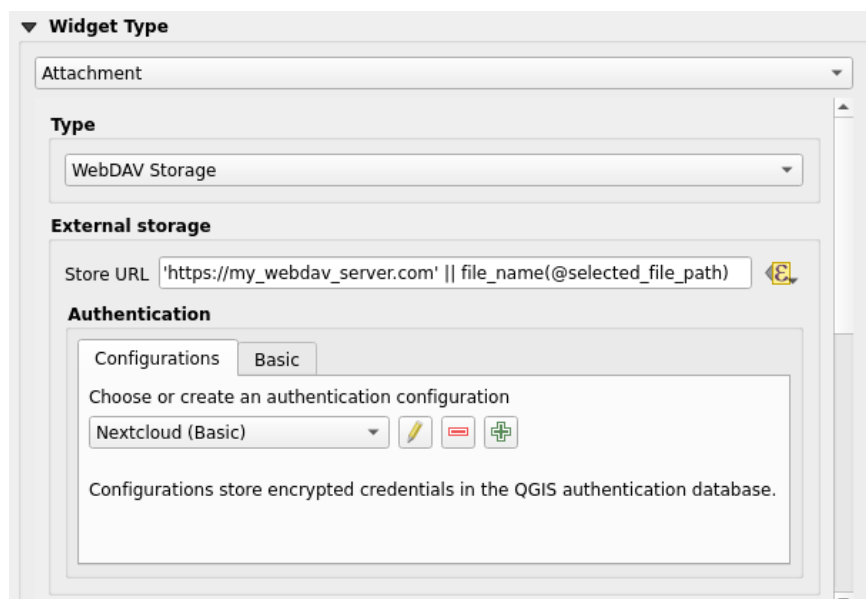 Widget Type
Attachment
Type
WebDAV Storage
External storage
Store URL 'https://my_webdav_server.com' || file_name(@selected_file_path) ε
Authentication
Configurations Basic
Choose or create an authentication configuration
Nextcloud (Basic)
Configurations store encrypted credentials in the QGIS authentication database.